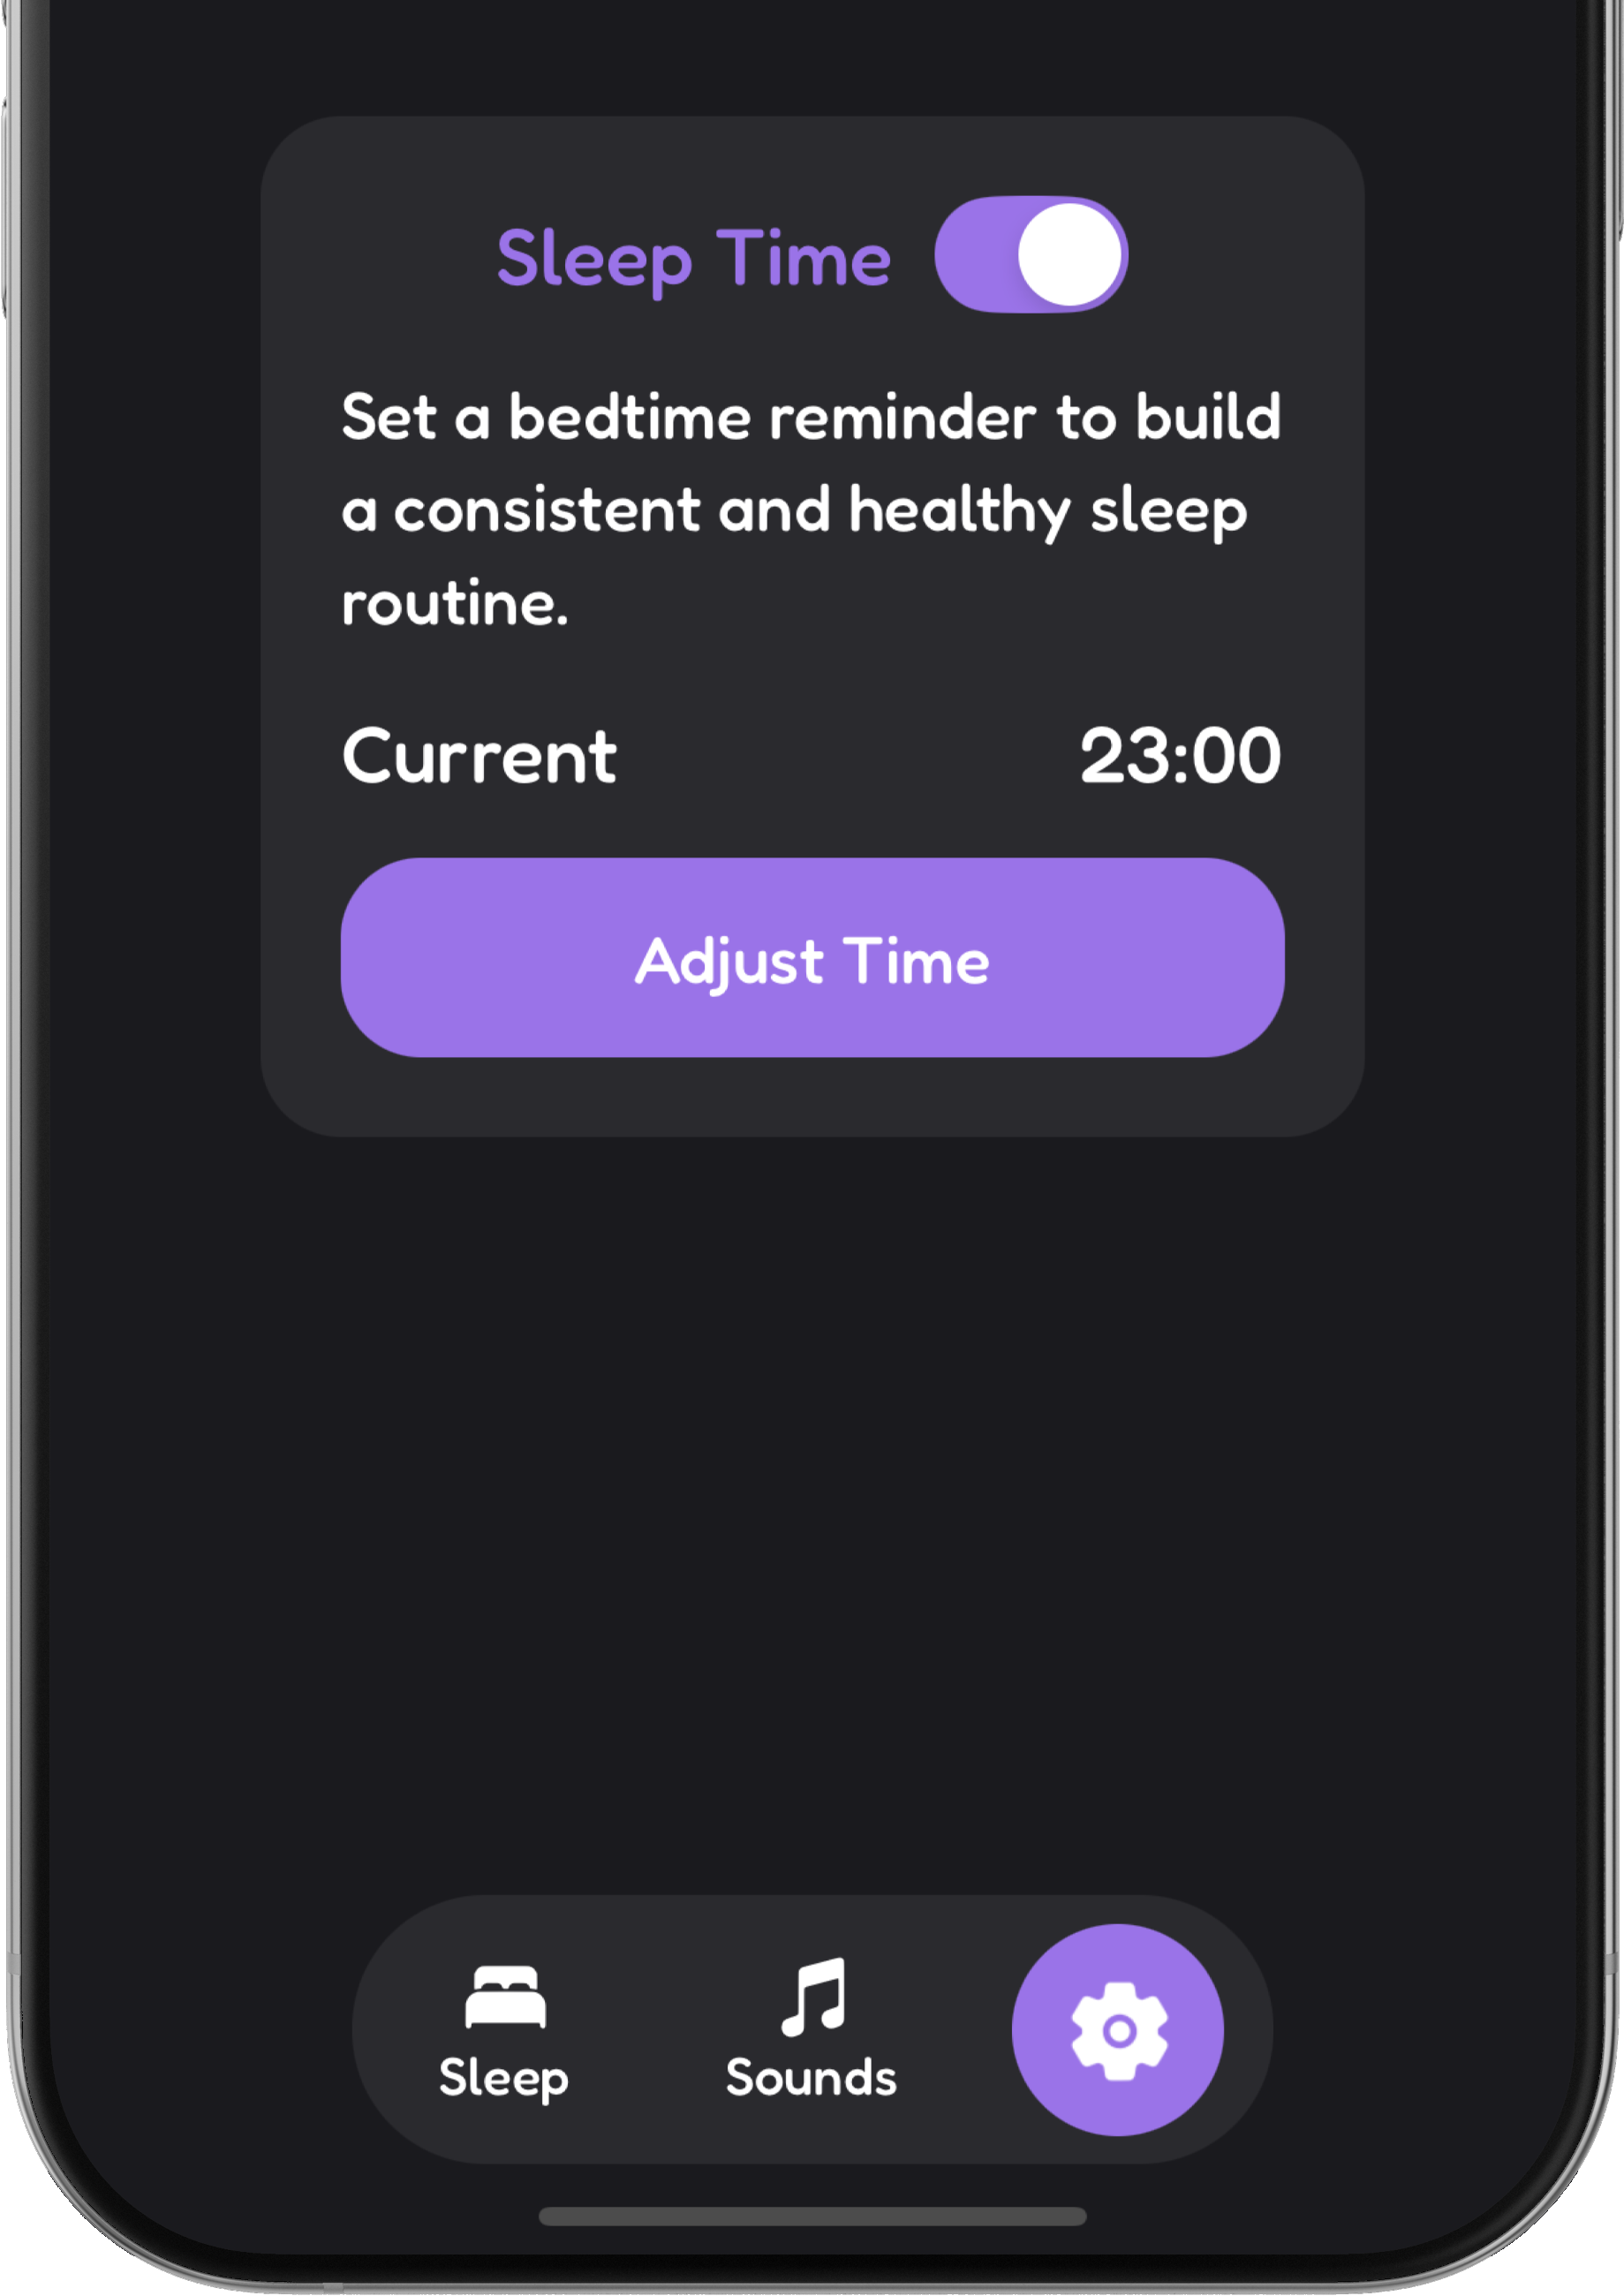 Sleep Time
Set a bedtime reminder to build
a consistent and healthy sleep
routine.
Current 23:00
Adjust Time
Sleep Sounds